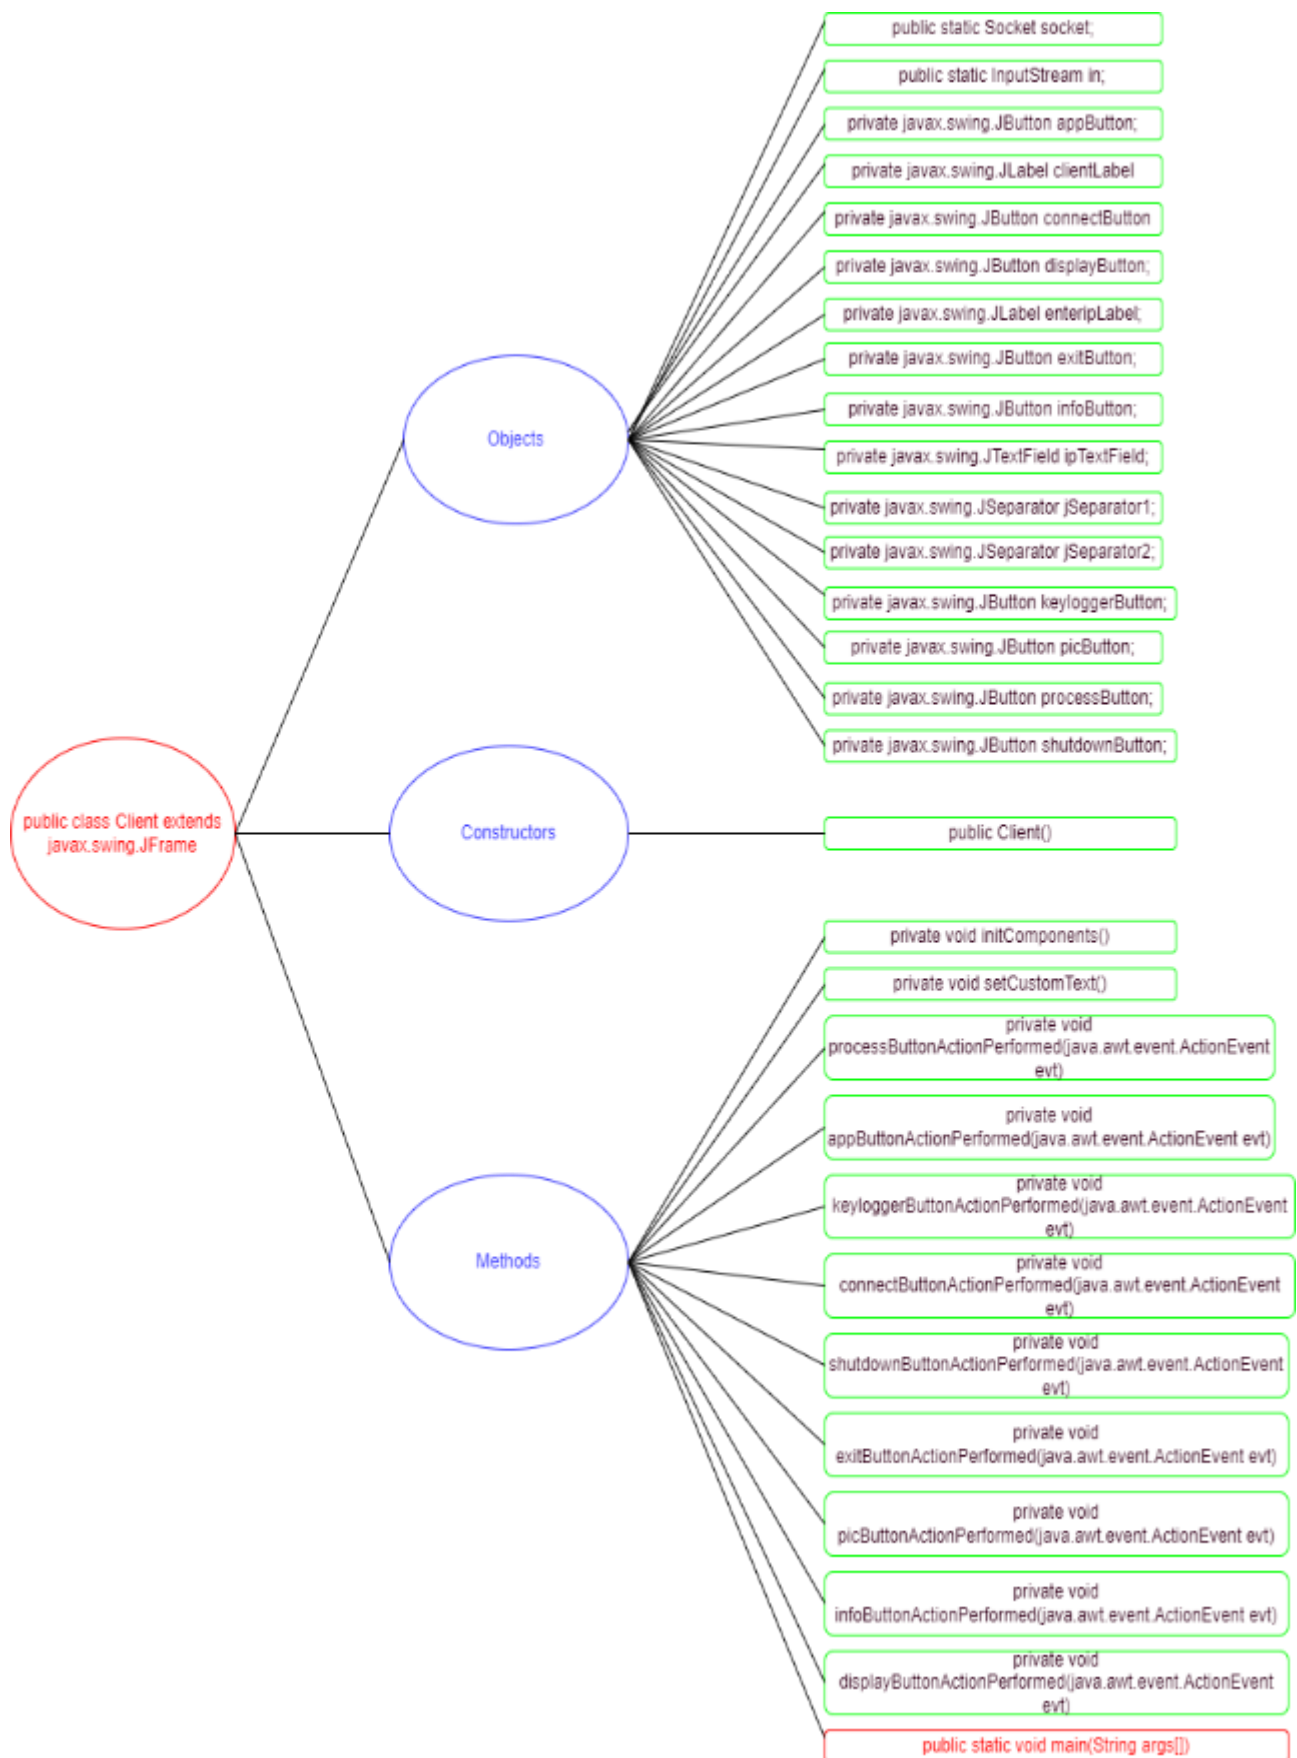 public static Socket socket;
public static InputStream in;
private javax.swing.JButton appButton;
private javax.swing.JLabel clientLabel
private javax.swing.JButton connectButton
private javax.swing.JButton displayButton;
private javax.swing.JLabel enteripLabel;
private javax.swing.JButton exitButton;
Objects
private javax.swing.JButton infoButton;
private javax.swing.JTextField ipTextField;
private javax.swing.JSeparator jSeparator1;
private javax.swing.JSeparator jSeparator2;
private javax.swing.JButton keyloggerButton;
private javax.swing.JButton picButton;
private javax.swing.JButton processButton;
private javax.swing.JButton shutdownButton;
public class Client extends
javax.swing.JFrame
Constructors
public Client()
private void initComponents()
private void setCustomText()
private void
processButtonActionPerformed(java.awt.event.ActionEvent
evt)
private void
appButtonActionPerformed(java.awt.event.ActionEvent evt)
private void
keyloggerButtonActionPerformed(java.awt.event.ActionEvent
evt)
Methods
private void
connectButtonActionPerformed(java.awt.event.ActionEvent
evt)
private void
shutdownButtonActionPerformed(java.awt.event.ActionEvent
evt)
private void
exitButtonActionPerformed(java.awt.event.ActionEvent evt)
private void
picButtonActionPerformed(java.awt.event.ActionEvent evt)
private void
infoButtonActionPerformed(java.awt.event.ActionEvent evt)
private void
displayButtonActionPerformed(java.awt.event.ActionEvent
evt)
public static void main(String args[])